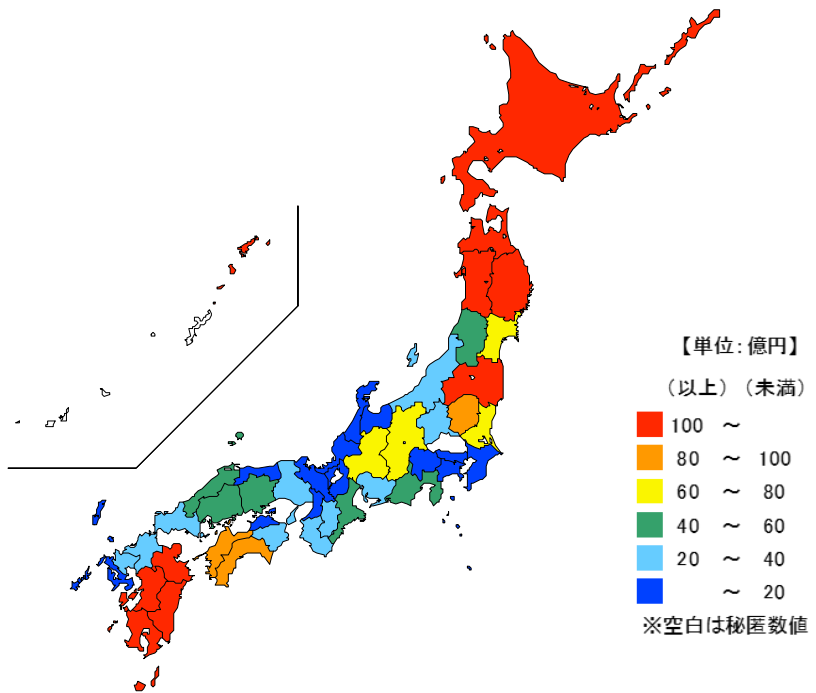 【単位：億円】
（以上）（未満）
100 ～
80 ～ 100
60 ～ 80
40 ～ 60
20 ～ 40
～ 20
※空白は秘匿数値